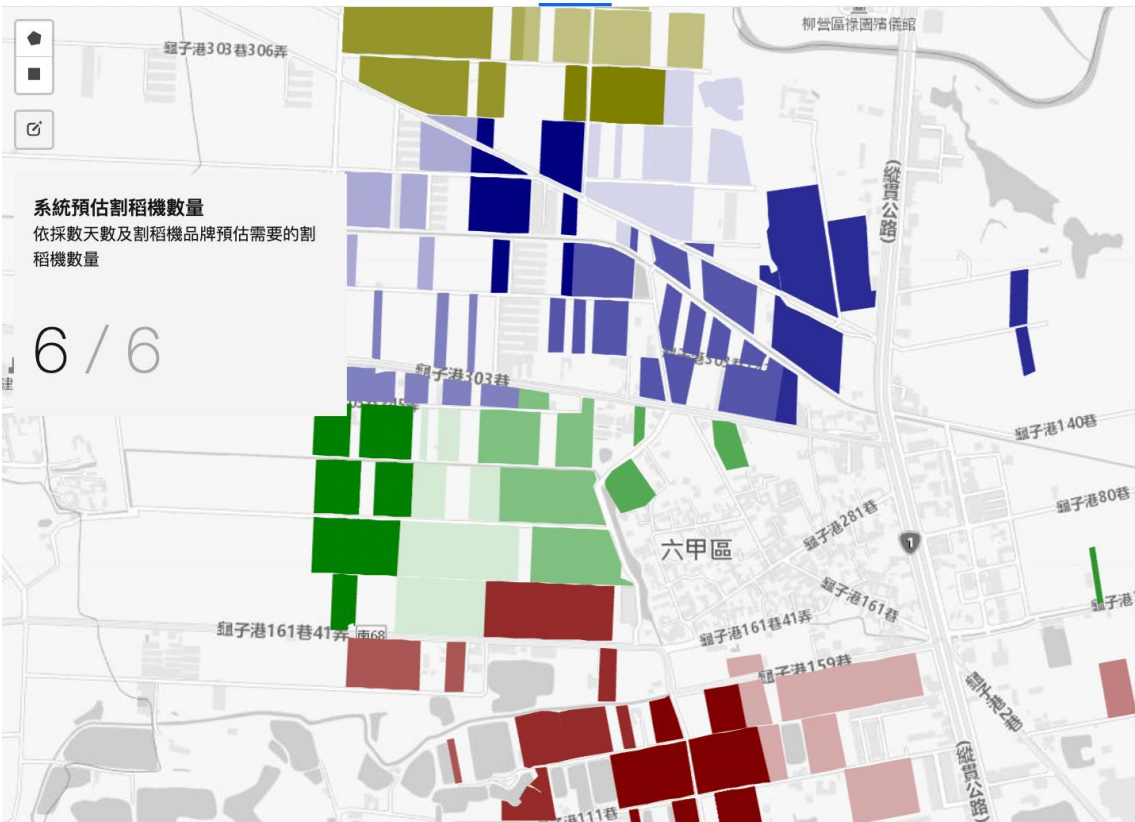 柳營區祿園殯儀館
龜子港303巷306弄
(縱貫公路)
系統預估割稻機數量
依採數天數及割稻機品牌預估需要的割
稻機數量
6 / 6
建
龜子港303巷
龜子港140巷
龜子港80巷
龜子港281巷
1
六甲區
龜子港161巷
龜子港
龜子港161巷41弄
南68
龜子港161巷41弄
龜子港159巷
龜子港2巷
(縱貫公路)
111巷